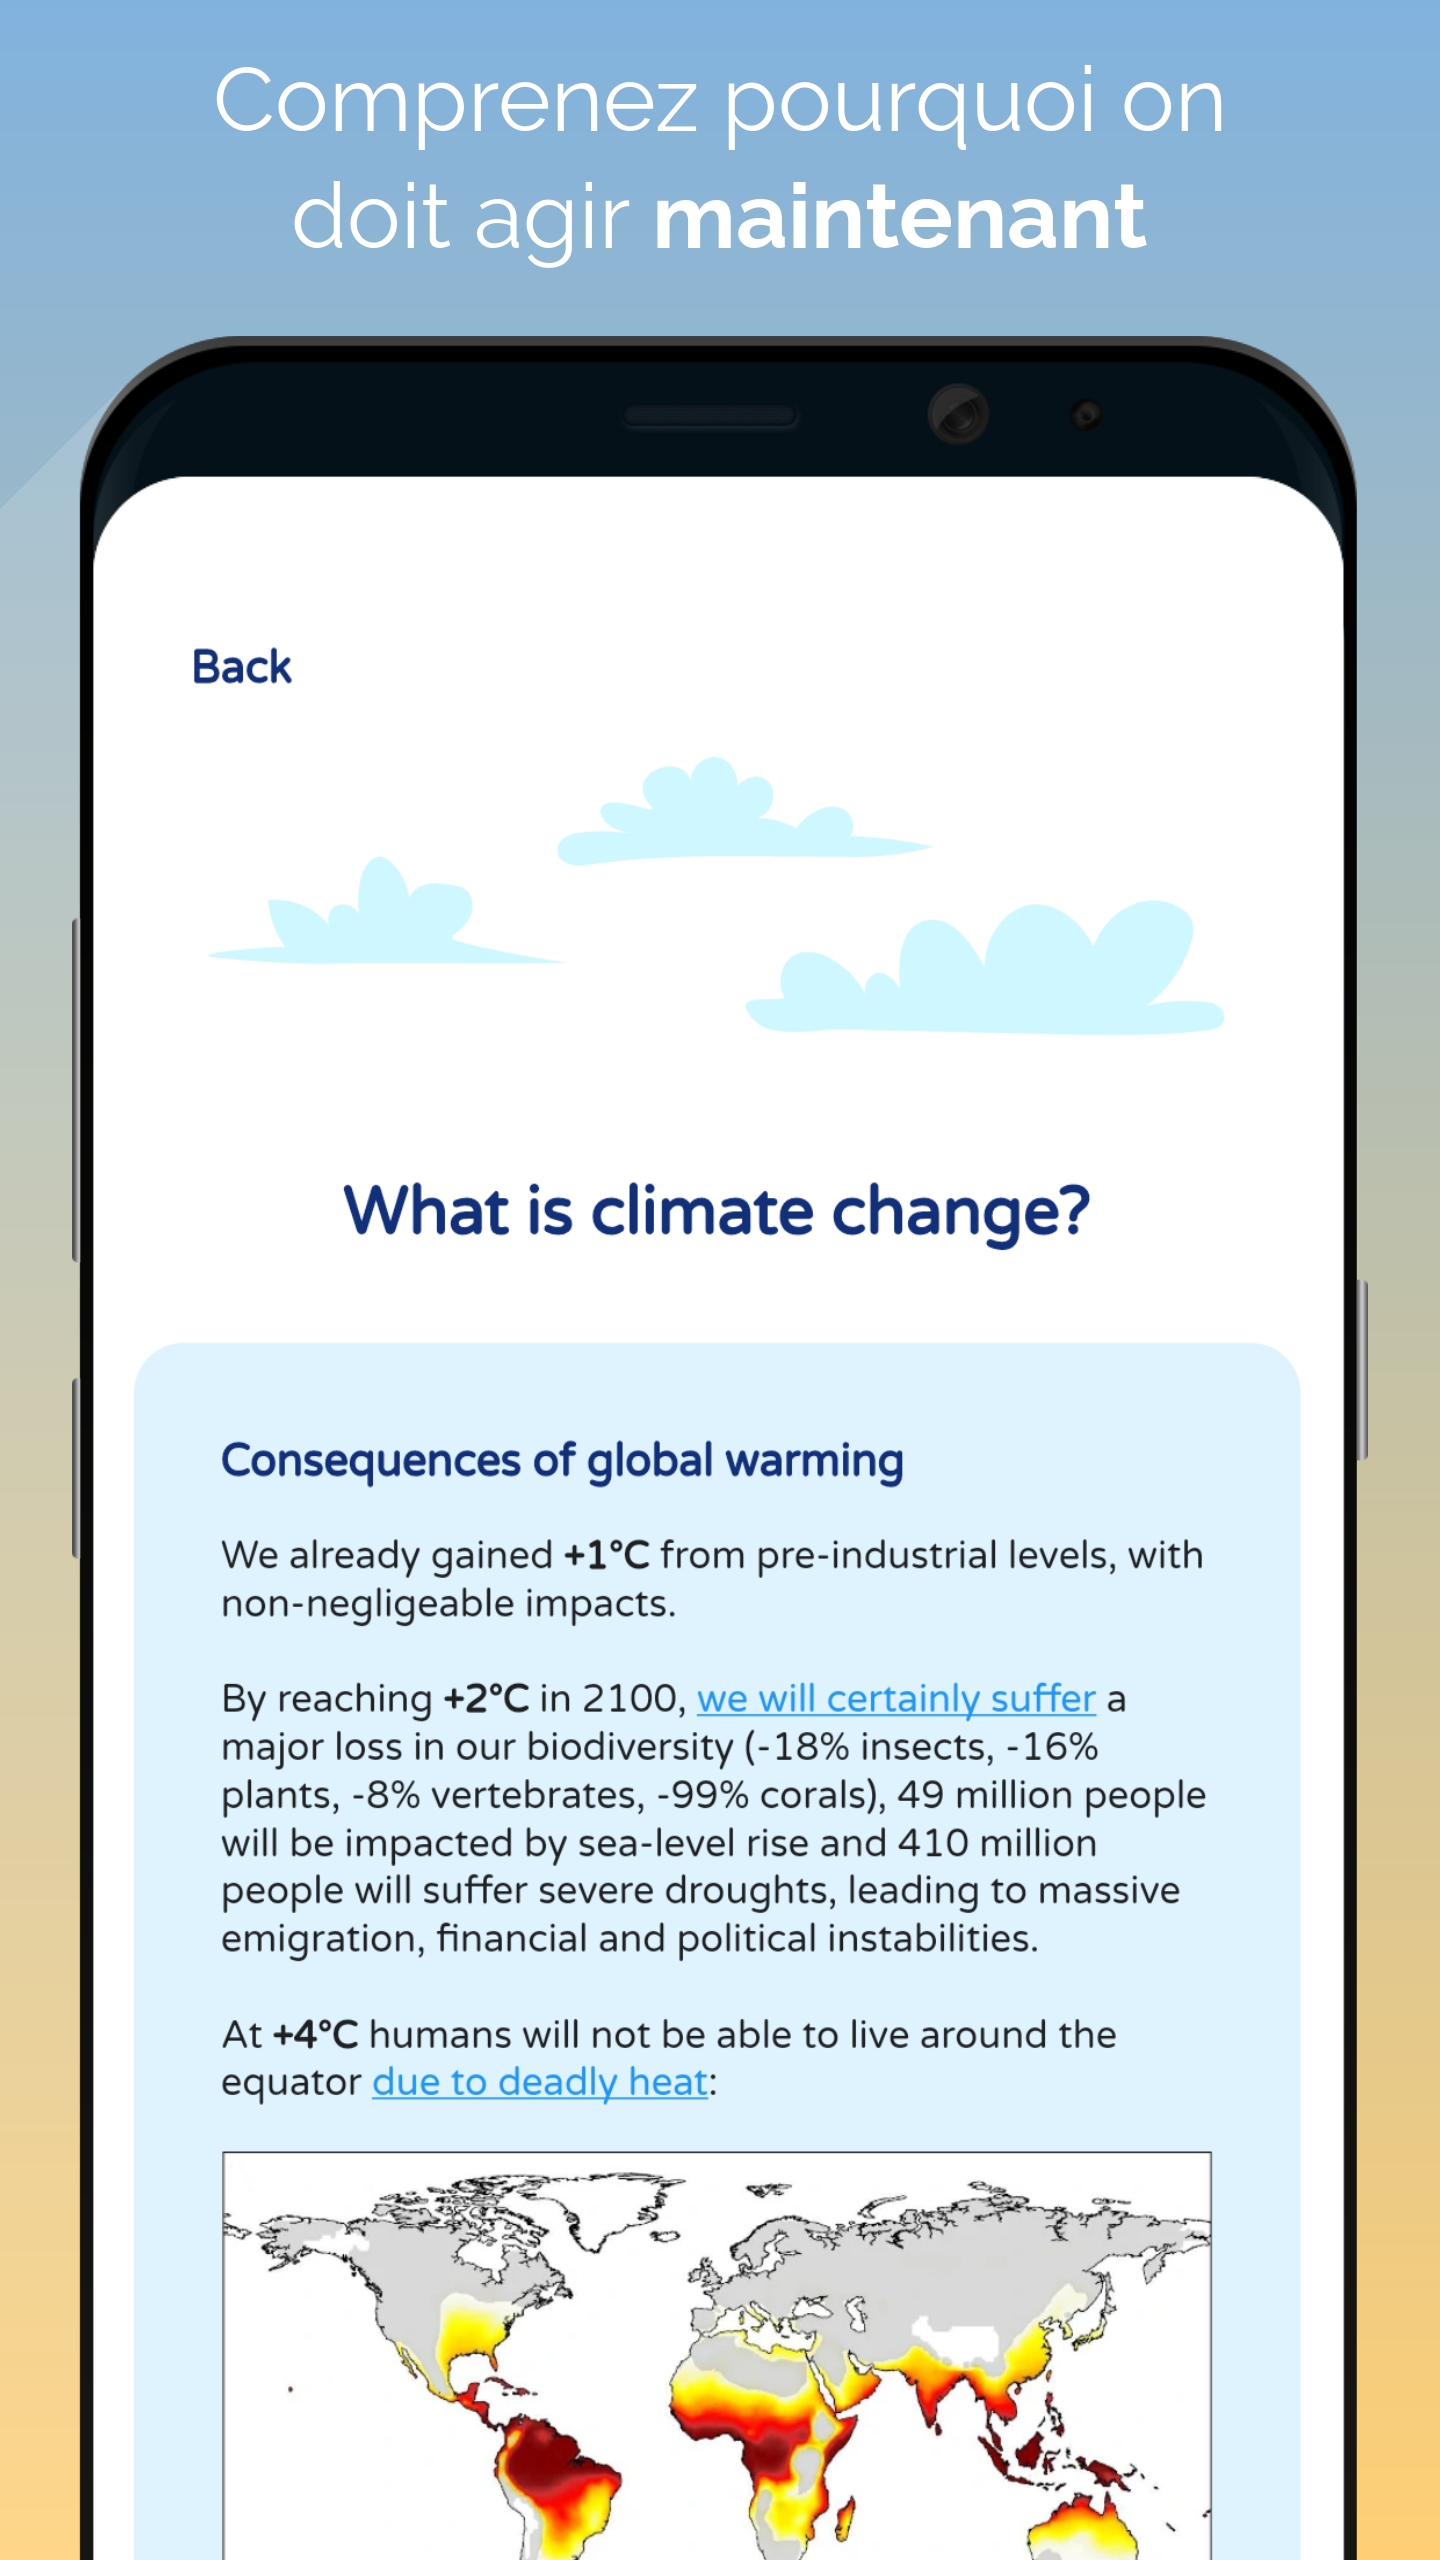 Comprenez pourquoi on
doit agir maintenant
Back
What is climate change?
Consequences of global warming
We already gained +1°C from pre-industrial levels, with
non-negligeable impacts.
By reaching +2°C in 2100, we will certainly suffer a
major loss in our biodiversity (-18% insects, -16%
plants, -8% vertebrates, -99% corals), 49 million people
will be impacted by sea-level rise and 410 million
people will suffer severe droughts, leading to massive
emigration, financial and political instabilities.
At +4°C humans will not be able to live around the
equator due to deadly heat: